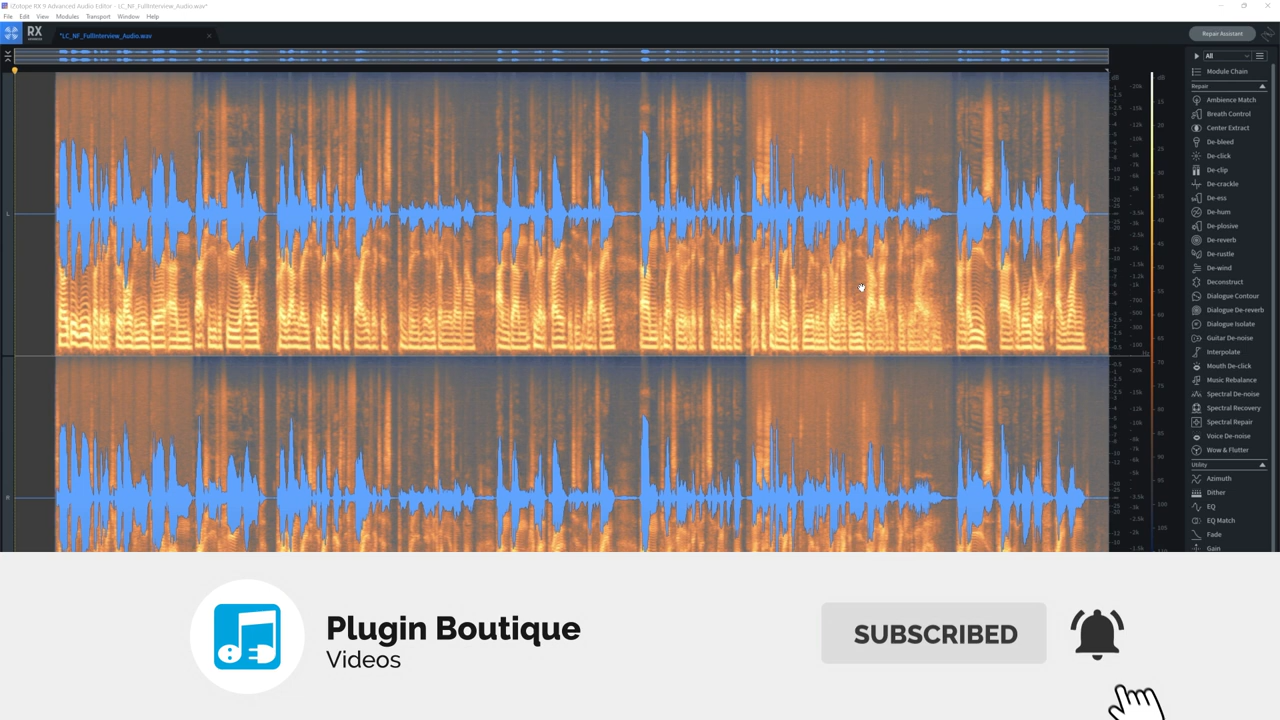 iZotope RX 9 Advanced Audio Editor - LC_NF_FullInterview_Audio.wav*
File Edit View Modules Transport Window Help
RX
ADVANCED
*LC_NF_FullInterview_Audio.wav
Repair Assistant
All
Module Chain
Repair
Ambience Match
Breath Control
Center Extract
De-bleed
De-click
De-clip
De-crackle
De-ess
De-hum
De-plosive
De-reverb
De-rustle
De-wind
Deconstruct
Dialogue Contour
Dialogue De-reverb
Dialogue Isolate
Guitar De-noise
Interpolate
Mouth De-click
Music Rebalance
Spectral De-noise
Spectral Recovery
Spectral Repair
Voice De-noise
Wow & Flutter
Utility
Azimuth
Dither
EQ
EQ Match
Fade
Gain
L
R
Plugin Boutique
Videos
SUBSCRIBED